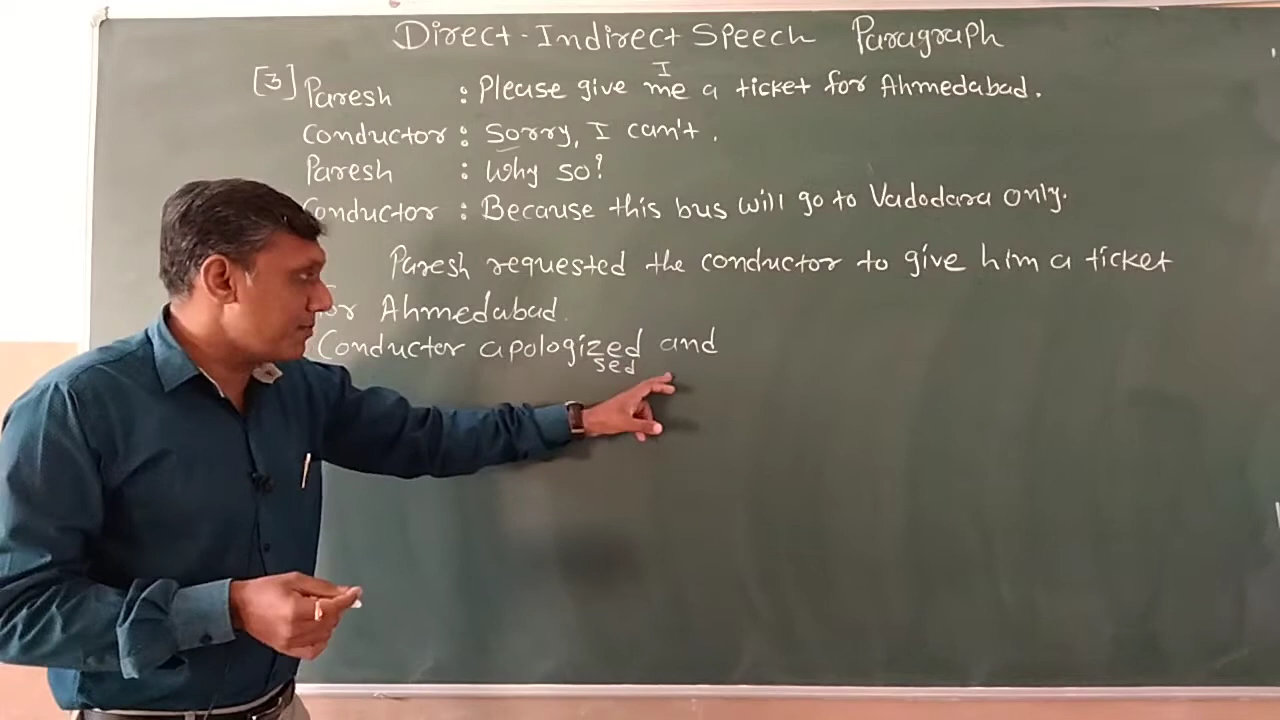 Direct-Indirect Speech Paragraph
I
[3] Paresh : Please give me a ticket for Ahmedabad.
Conductor : Sorry, I can't.
Paresh : Why so?
Conductor : Because this bus will go to Vadodara only.
Paresh requested the conductor to give him a ticket
for Ahmedabad.
Conductor apologized and
sed